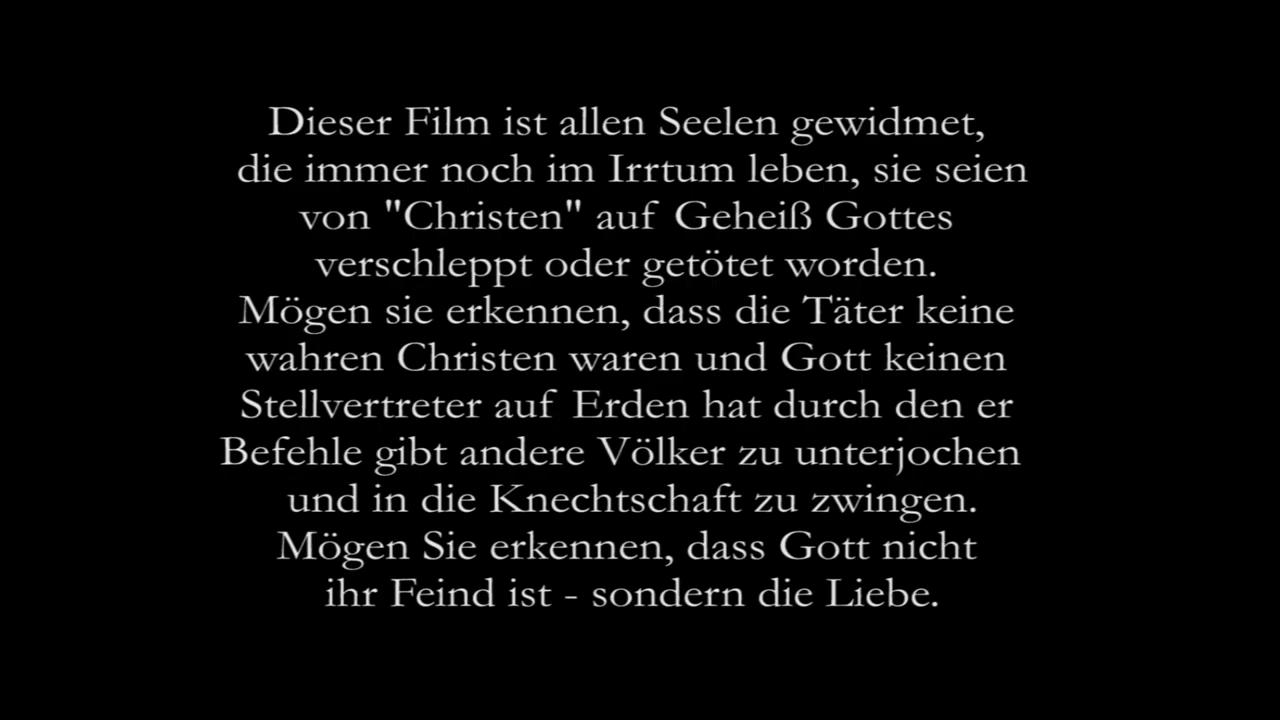 Dieser Film ist allen Seelen gewidmet,
die immer noch im Irrtum leben, sie seien
von "Christen" auf Geheiß Gottes
verschleppt oder getötet worden.
Mögen sie erkennen, dass die Täter keine
wahren Christen waren und Gott keinen
Stellvertreter auf Erden hat durch den er
Befehle gibt andere Völker zu unterjochen
und in die Knechtschaft zu zwingen.
Mögen Sie erkennen, dass Gott nicht
ihr Feind ist - sondern die Liebe.